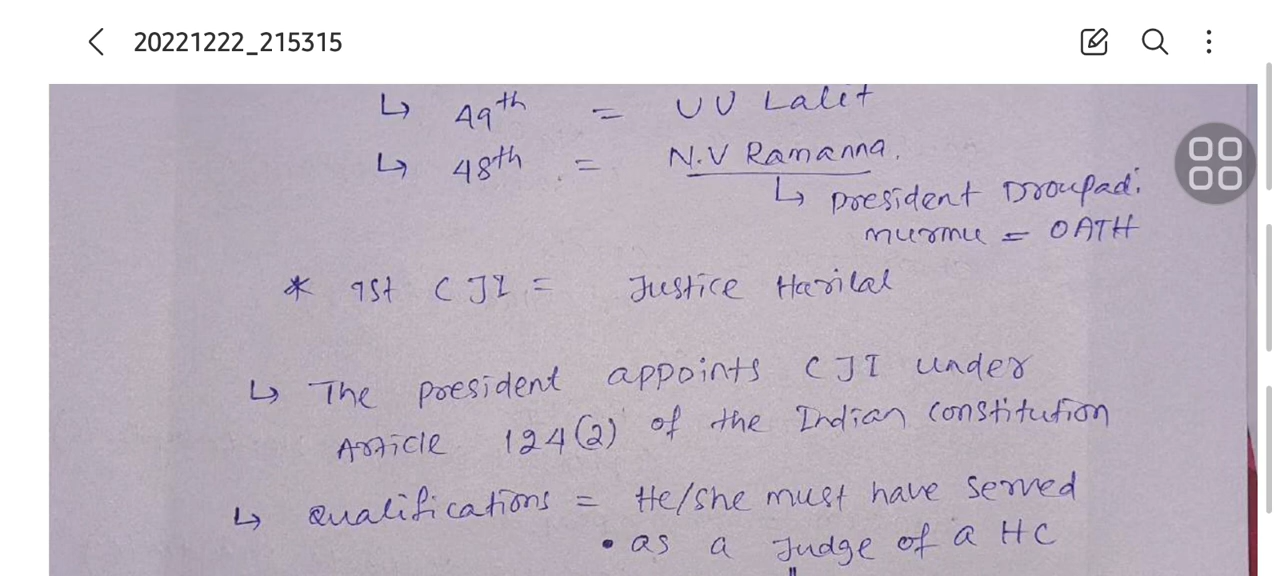 20221222_215315
↳ 49th = UU Lalit
↳ 48th = N.V Ramanna.
↳ President Droupadi
murmu = OATH
* 1st CJI = Justice Harilal
↳ The president appoints CJI under
Article 124(2) of the Indian constitution
↳ Qualifications = He/she must have served
• as a Judge of a HC